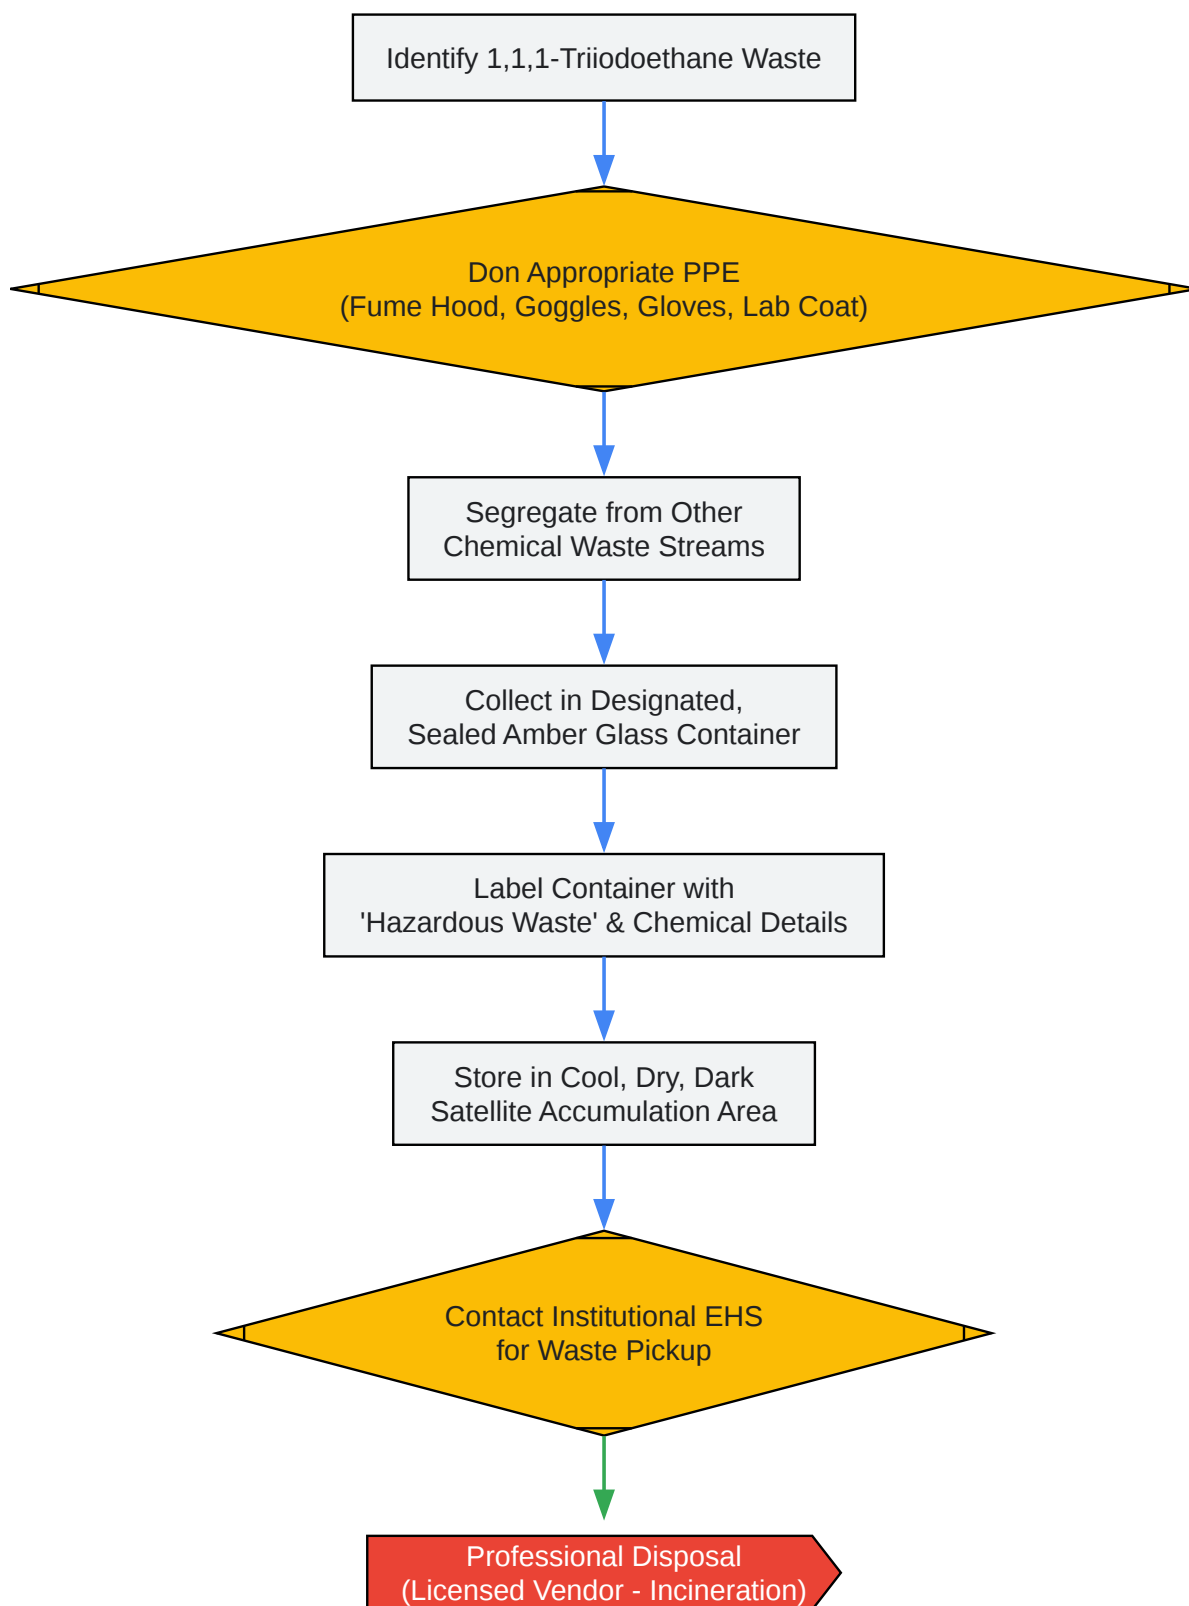 Identify 1,1,1-Triiodoethane Waste
Don Appropriate PPE
(Fume Hood, Goggles, Gloves, Lab Coat)
Segregate from Other
Chemical Waste Streams
Collect in Designated,
Sealed Amber Glass Container
Label Container with
'Hazardous Waste' & Chemical Details
Store in Cool, Dry, Dark
Satellite Accumulation Area
Contact Institutional EHS
for Waste Pickup
Professional Disposal
(Licensed Vendor - Incineration)